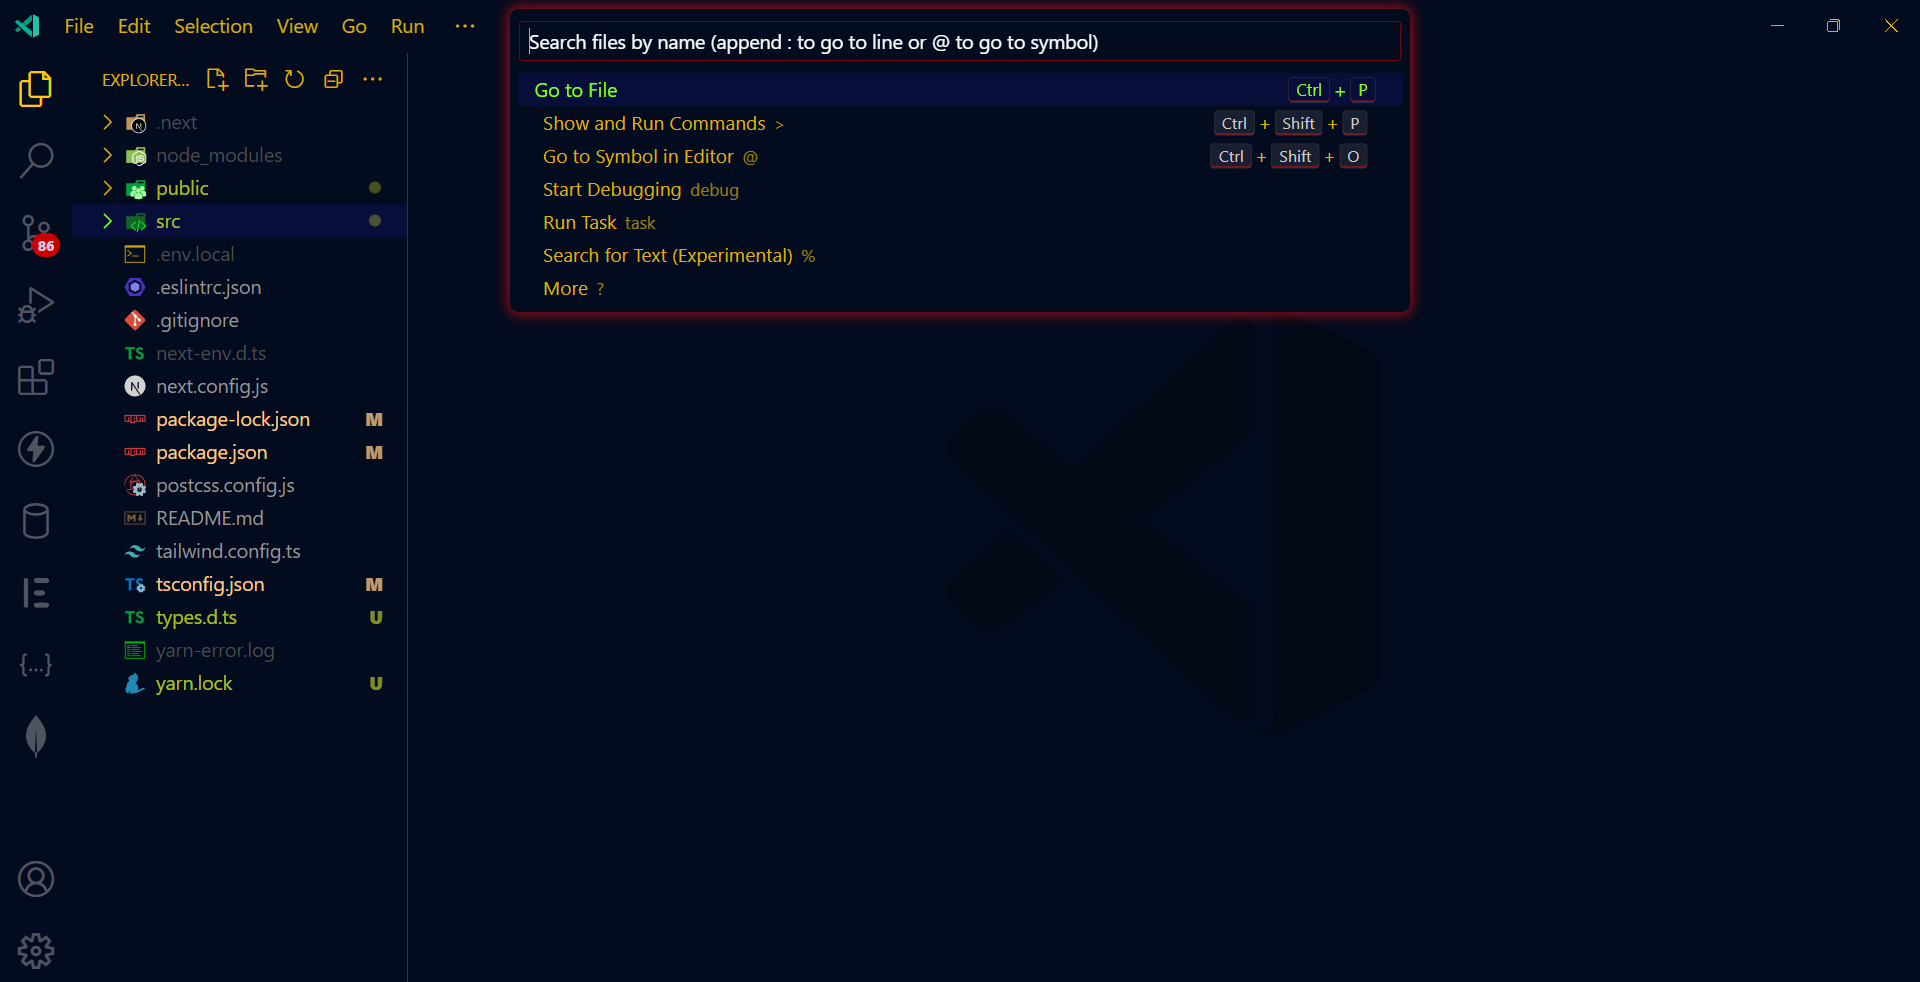 File Edit Selection View Go Run ...
Search files by name (append : to go to line or @ to go to symbol)
Go to File Ctrl + P
Show and Run Commands > Ctrl + Shift + P
Go to Symbol in Editor @ Ctrl + Shift + O
Start Debugging debug
Run Task task
Search for Text (Experimental) %
More ?
EXPLORER...
.next
node_modules
public
src
86
.env.local
.eslintrc.json
.gitignore
TS next-env.d.ts
N next.config.js
package-lock.json M
package.json M
postcss.config.js
M README.md
tailwind.config.ts
TS tsconfig.json M
TS types.d.ts U
yarn-error.log
yarn.lock U
{...}